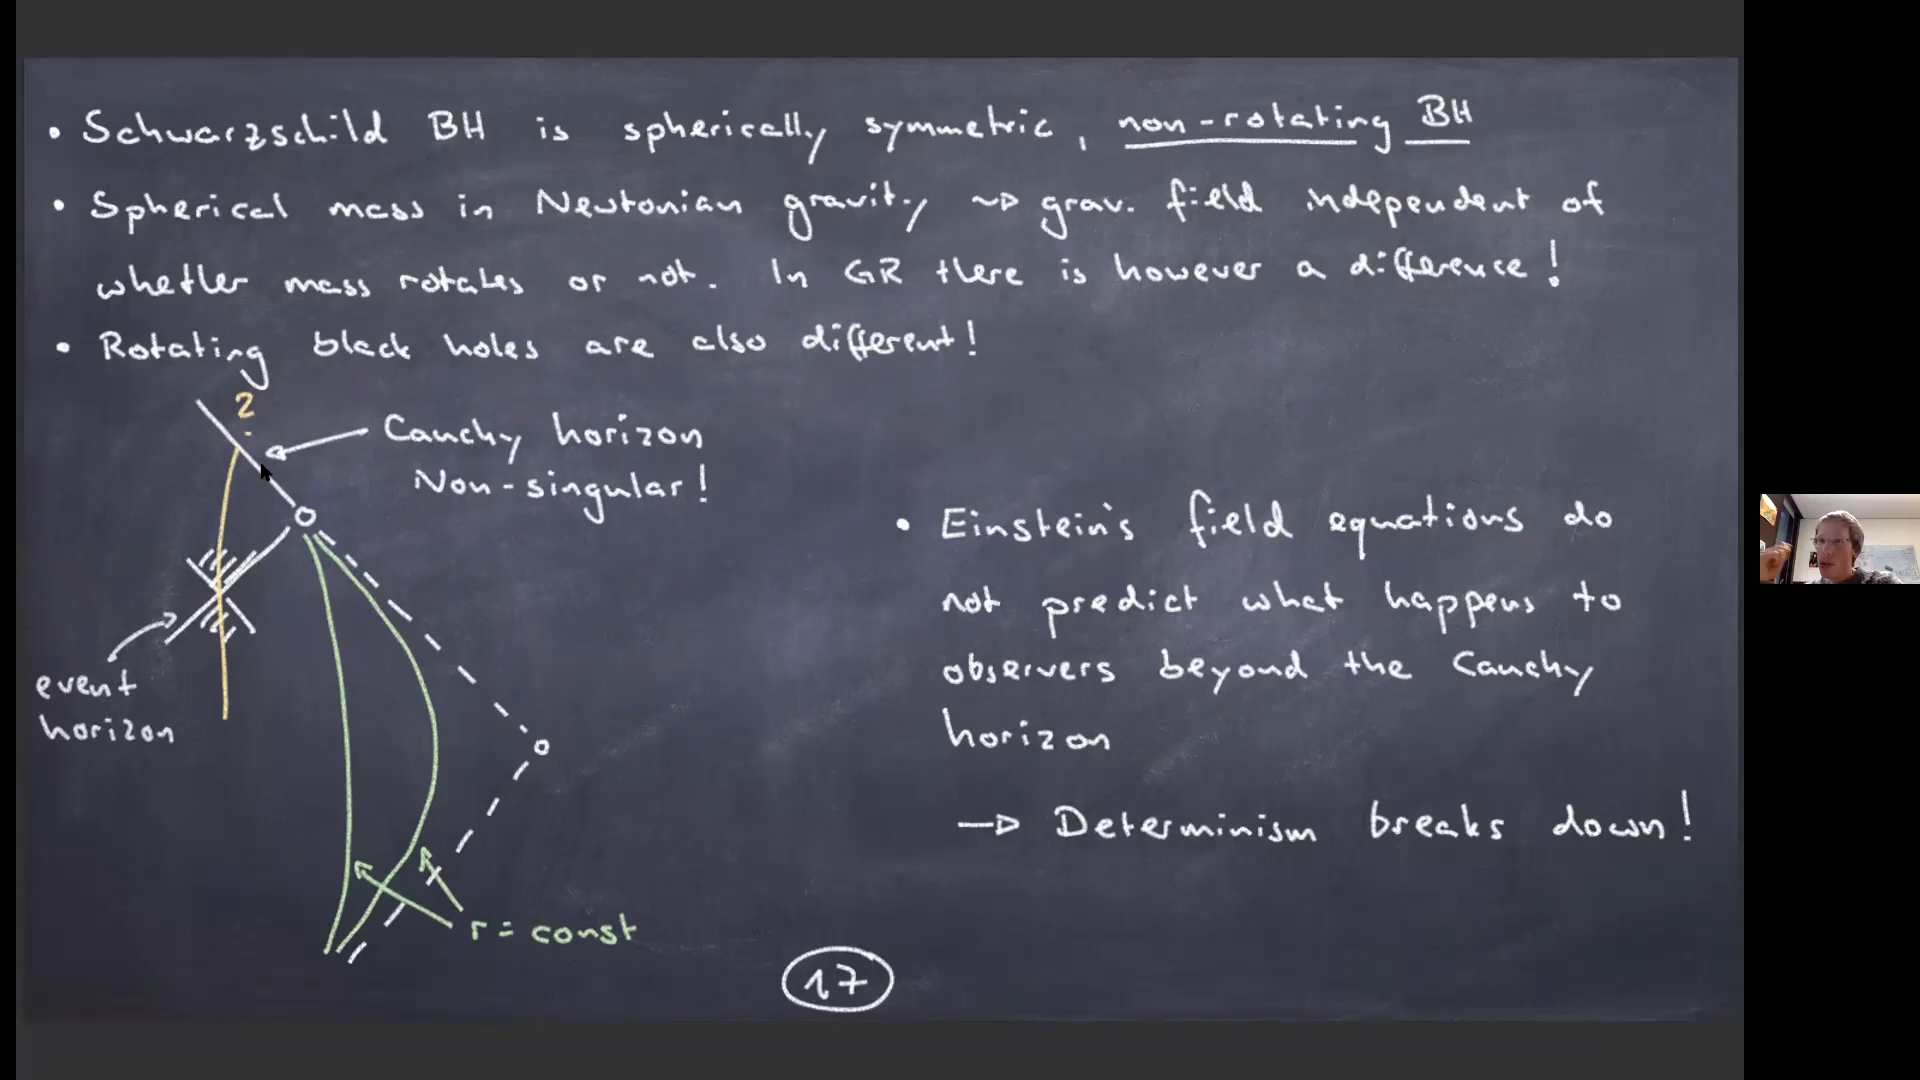 • Schwarzschild BH is spherically symmetric, non-rotating BH
• Spherical mass in Newtonian gravity ~> grav. field independent of
whether mass rotates or not. In GR there is however a difference!
• Rotating black holes are also different!
?
Cauchy horizon
Non-singular!
event
horizon
r = const
• Einstein's field equations do
not predict what happens to
observers beyond the Cauchy
horizon
→ Determinism breaks down!
17